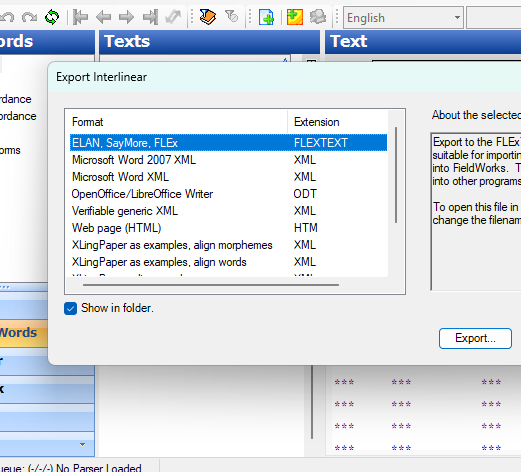 English
ords
Texts
Text
Export Interlinear
ordance
ordance
orms
Format Extension
ELAN, SayMore, FLEx FLEXTEXT
Microsoft Word 2007 XML XML
Microsoft Word XML XML
OpenOffice/LibreOffice Writer ODT
Verifiable generic XML XML
Web page (HTML) HTM
XLingPaper as examples, align morphemes XML
XLingPaper as examples, align words XML
Show in folder.
About the selected
Export to the FLEx
suitable for importin
into FieldWorks. T
into other programs
To open this file in
change the filenam
Export...
Words
r
k
*** *** ***
*** *** ***
*** *** ***
*** *** ***
ueue: (-/-/-) No Parser Loaded